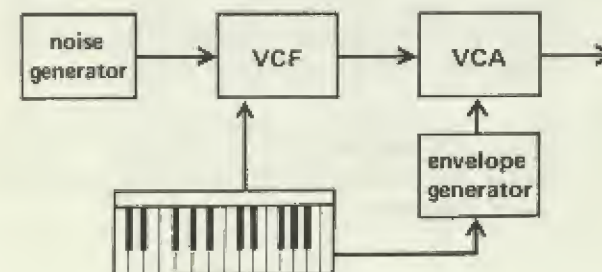 noise
generator
VCF
VCA
envelope
generator